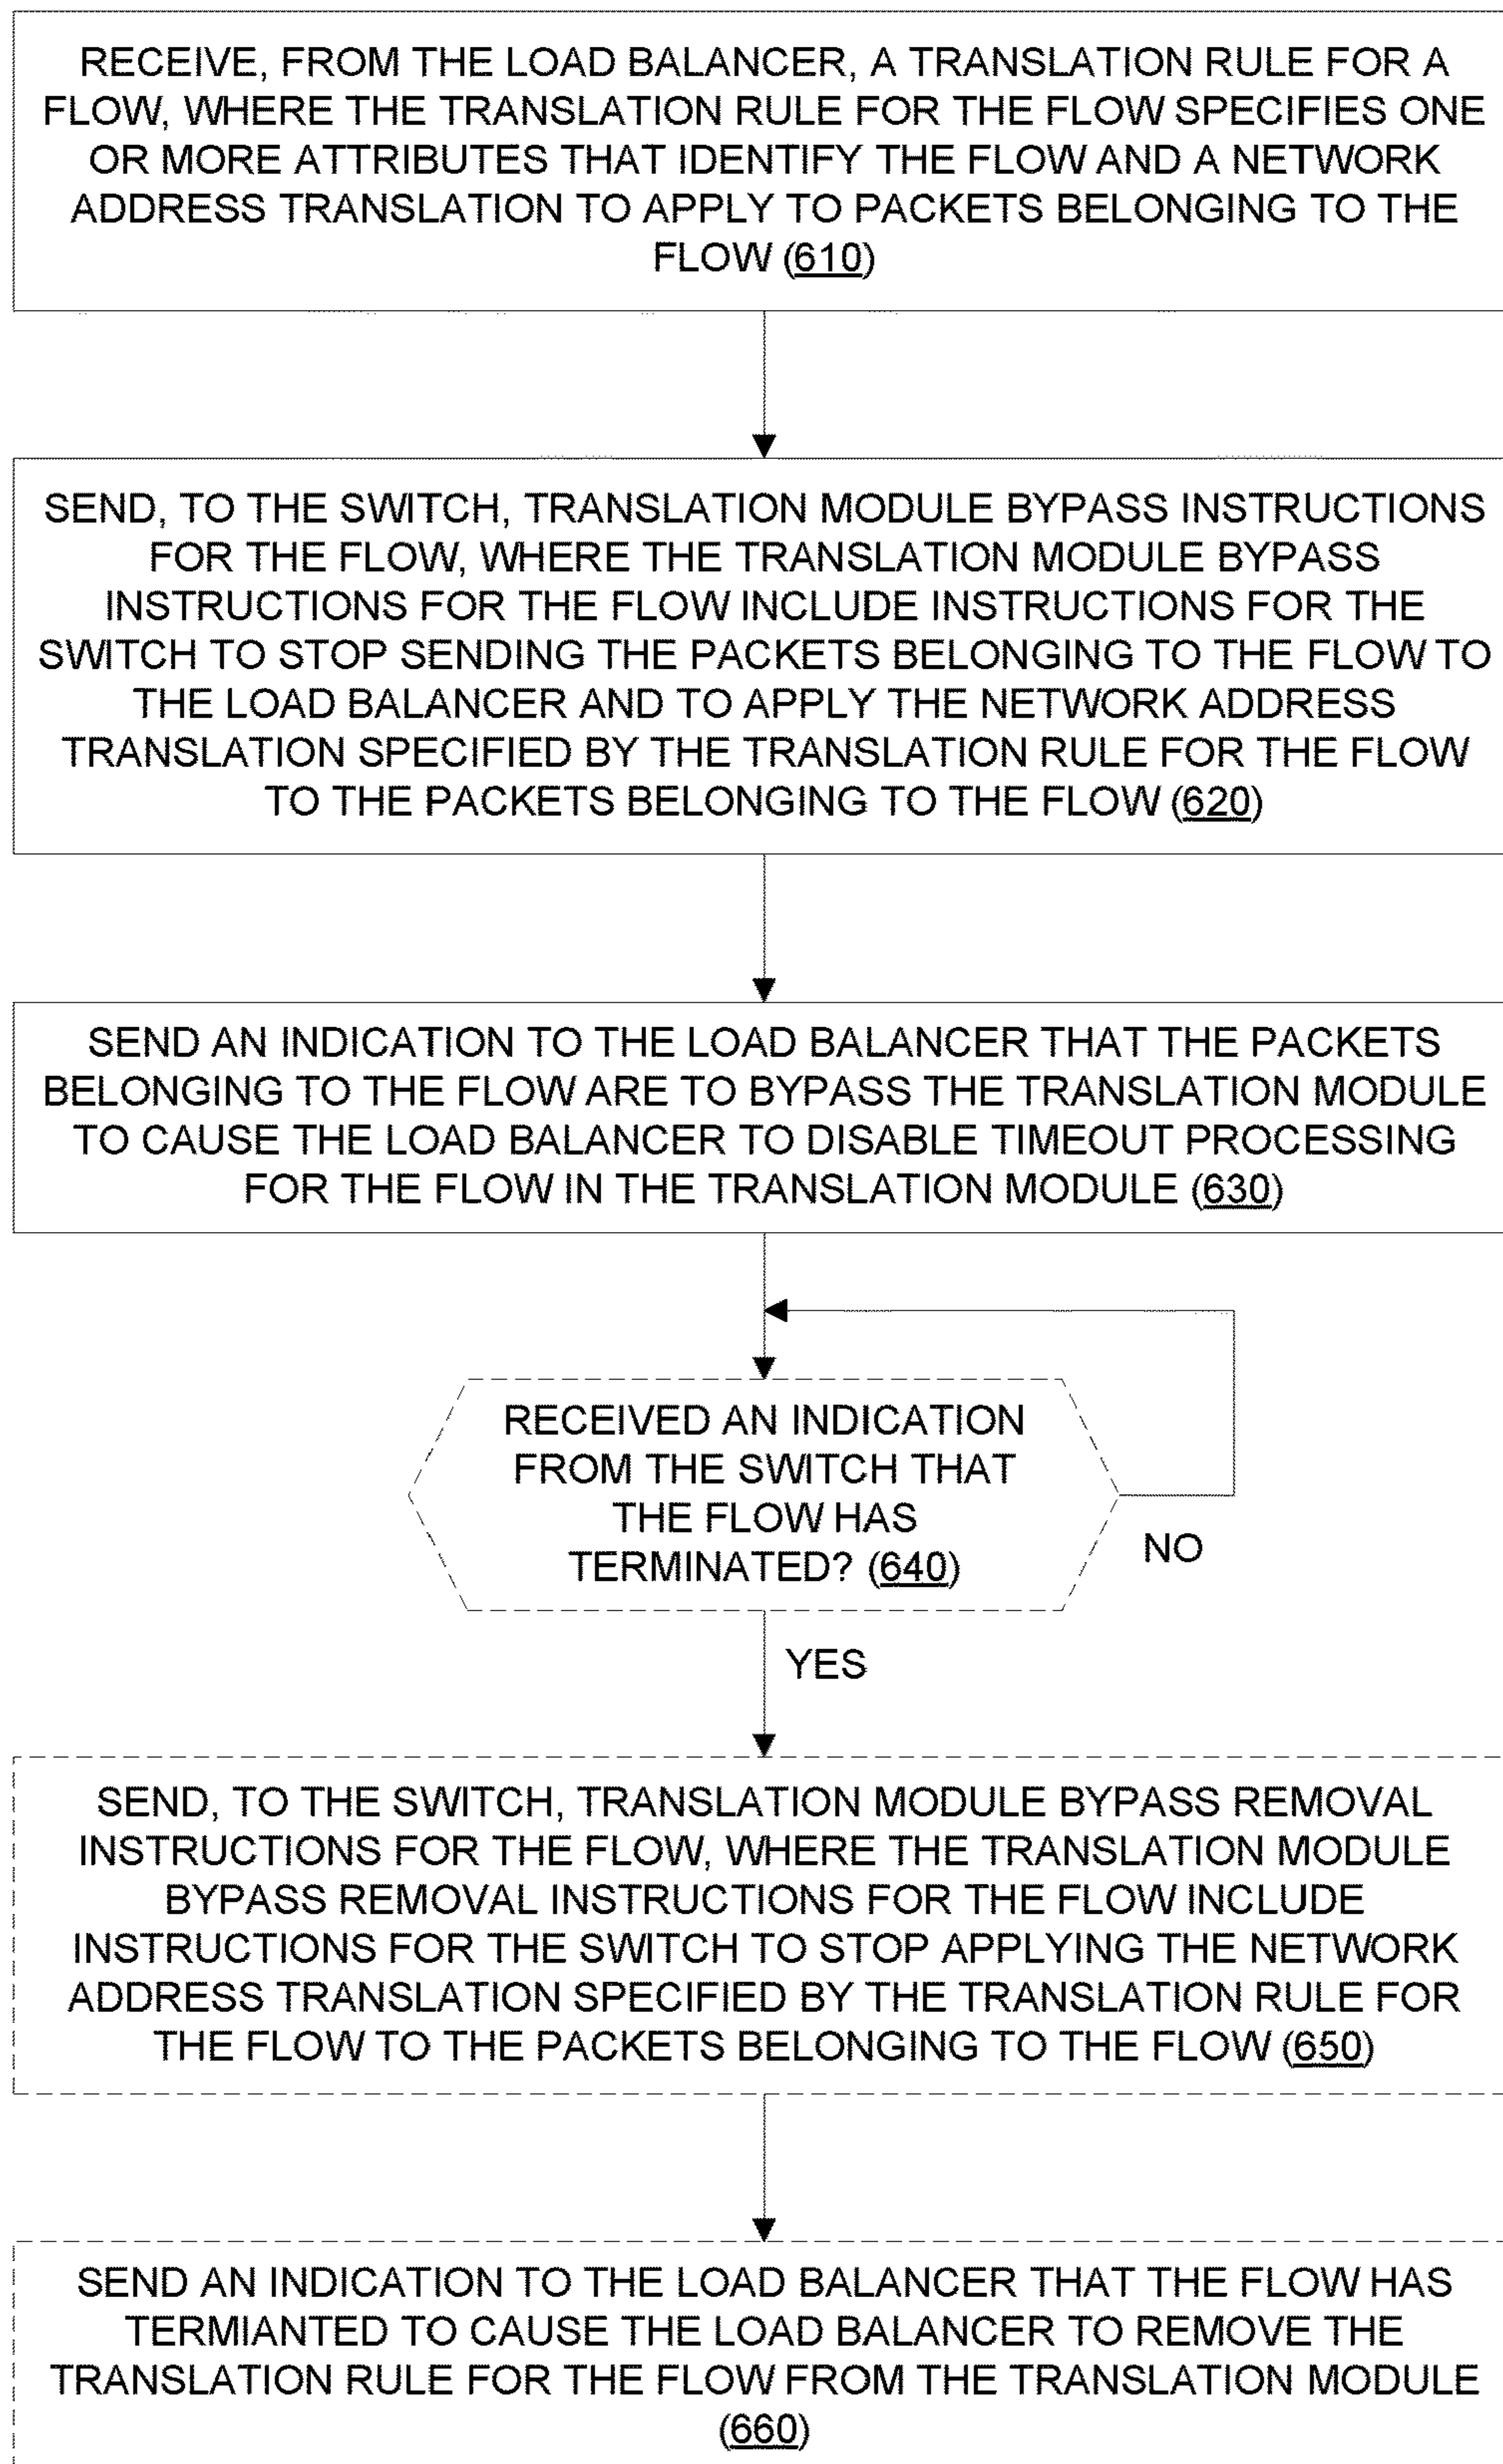 RECEIVE, FROM THE LOAD BALANCER, A TRANSLATION RULE FOR A
FLOW, WHERE THE TRANSLATION RULE FOR THE FLOW SPECIFIES ONE
OR MORE ATTRIBUTES THAT IDENTIFY THE FLOW AND A NETWORK
ADDRESS TRANSLATION TO APPLY TO PACKETS BELONGING TO THE
FLOW (610)
SEND, TO THE SWITCH, TRANSLATION MODULE BYPASS INSTRUCTIONS
FOR THE FLOW, WHERE THE TRANSLATION MODULE BYPASS
INSTRUCTIONS FOR THE FLOW INCLUDE INSTRUCTIONS FOR THE
SWITCH TO STOP SENDING THE PACKETS BELONGING TO THE FLOW TO
THE LOAD BALANCER AND TO APPLY THE NETWORK ADDRESS
TRANSLATION SPECIFIED BY THE TRANSLATION RULE FOR THE FLOW
TO THE PACKETS BELONGING TO THE FLOW (620)
SEND AN INDICATION TO THE LOAD BALANCER THAT THE PACKETS
BELONGING TO THE FLOW ARE TO BYPASS THE TRANSLATION MODULE
TO CAUSE THE LOAD BALANCER TO DISABLE TIMEOUT PROCESSING
FOR THE FLOW IN THE TRANSLATION MODULE (630)
RECEIVED AN INDICATION
FROM THE SWITCH THAT
THE FLOW HAS
TERMINATED? (640)
NO
YES
SEND, TO THE SWITCH, TRANSLATION MODULE BYPASS REMOVAL
INSTRUCTIONS FOR THE FLOW, WHERE THE TRANSLATION MODULE
BYPASS REMOVAL INSTRUCTIONS FOR THE FLOW INCLUDE
INSTRUCTIONS FOR THE SWITCH TO STOP APPLYING THE NETWORK
ADDRESS TRANSLATION SPECIFIED BY THE TRANSLATION RULE FOR
THE FLOW TO THE PACKETS BELONGING TO THE FLOW (650)
SEND AN INDICATION TO THE LOAD BALANCER THAT THE FLOW HAS
TERMIANTED TO CAUSE THE LOAD BALANCER TO REMOVE THE
TRANSLATION RULE FOR THE FLOW FROM THE TRANSLATION MODULE
(660)